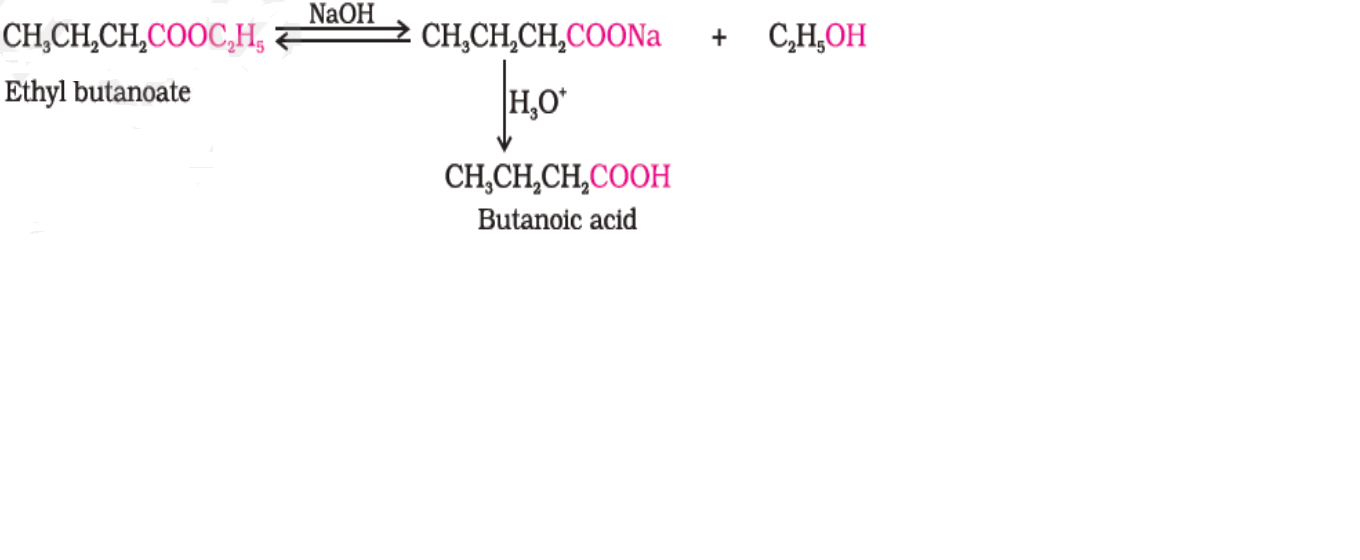 NaOH
CH₃CH₂CH₂COOC₂H₅ ⇌ CH₃CH₂CH₂COONa + C₂H₅OH
Ethyl butanoate
H₃O⁺
CH₃CH₂CH₂COOH
Butanoic acid